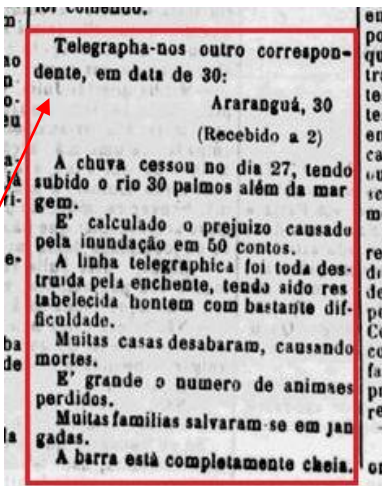 foi comendo.
Telegrapha-nos outro correspon-
dente, em data de 30:
Araranguá, 30
(Recebido a 2)
A chuva cessou no dia 27, tendo
subido o rio 30 palmos além da mar
gem.
E' calculado o prejuizo causado
pela inundação em 50 contos.
A linha telegraphica foi toda des-
truida pela enchente, tendo sido res
tabelecida hontem com bastante dif-
ficuldade.
Muitas casas desabaram, causando
mortes.
E' grande o numero de animaes
perdidos.
Muitas familias salvaram-se em jan
gadas.
A barra está completamente cheia.